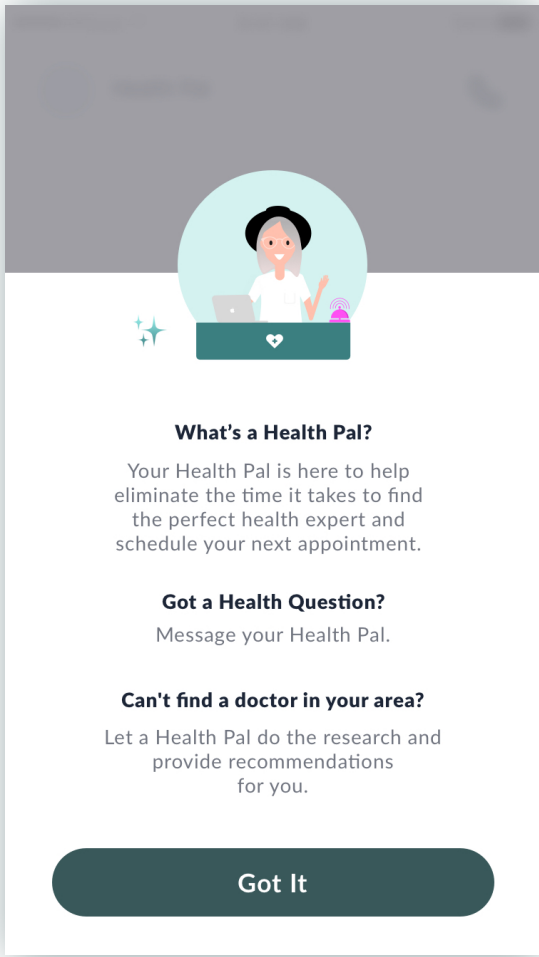 What's a Health Pal?
Your Health Pal is here to help
eliminate the time it takes to find
the perfect health expert and
schedule your next appointment.
Got a Health Question?
Message your Health Pal.
Can't find a doctor in your area?
Let a Health Pal do the research and
provide recommendations
for you.
Got It